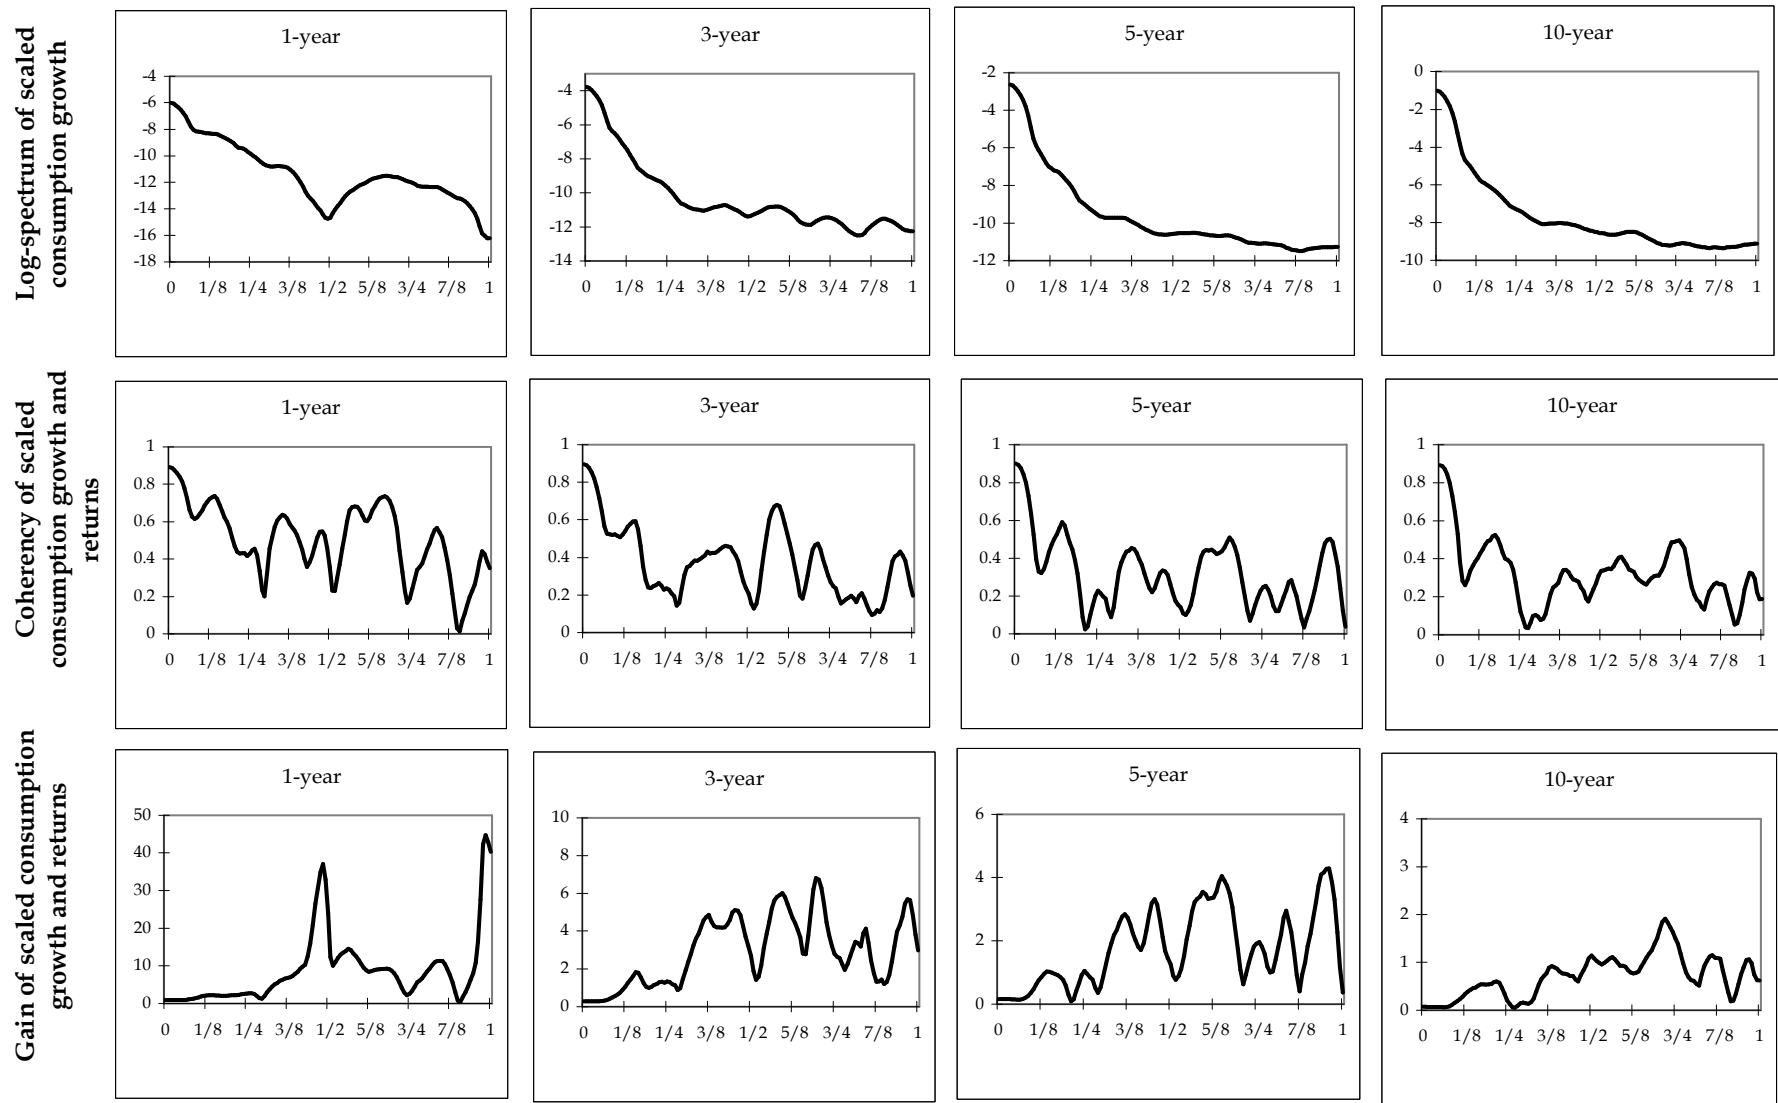 Log-spectrum of scaled
consumption growth
1-year
-4
-6
-8
-10
-12
-14
-16
-18
0 1/8 1/4 3/8 1/2 5/8 3/4 7/8 1
3-year
-4
-6
-8
-10
-12
-14
0 1/8 1/4 3/8 1/2 5/8 3/4 7/8 1
5-year
-2
-4
-6
-8
-10
-12
0 1/8 1/4 3/8 1/2 5/8 3/4 7/8 1
10-year
0
-2
-4
-6
-8
-10
0 1/8 1/4 3/8 1/2 5/8 3/4 7/8 1
Coherency of scaled
consumption growth and
returns
1-year
1
0.8
0.6
0.4
0.2
0
0 1/8 1/4 3/8 1/2 5/8 3/4 7/8 1
3-year
1
0.8
0.6
0.4
0.2
0
0 1/8 1/4 3/8 1/2 5/8 3/4 7/8 1
5-year
1
0.8
0.6
0.4
0.2
0
0 1/8 1/4 3/8 1/2 5/8 3/4 7/8 1
10-year
1
0.8
0.6
0.4
0.2
0
0 1/8 1/4 3/8 1/2 5/8 3/4 7/8 1
Gain of scaled consumption
growth and returns
1-year
50
40
30
20
10
0
0 1/8 1/4 3/8 1/2 5/8 3/4 7/8 1
3-year
10
8
6
4
2
0
0 1/8 1/4 3/8 1/2 5/8 3/4 7/8 1
5-year
6
4
2
0
0 1/8 1/4 3/8 1/2 5/8 3/4 7/8 1
10-year
4
3
2
1
0
0 1/8 1/4 3/8 1/2 5/8 3/4 7/8 1